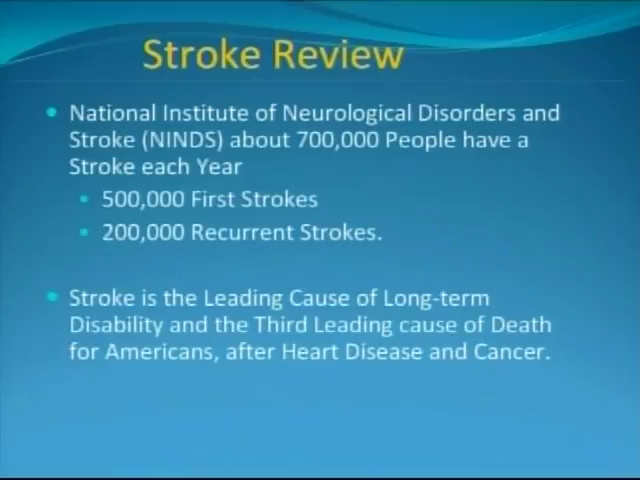 Stroke Review
• National Institute of Neurological Disorders and
Stroke (NINDS) about 700,000 People have a
Stroke each Year
• 500,000 First Strokes
• 200,000 Recurrent Strokes.
• Stroke is the Leading Cause of Long-term
Disability and the Third Leading cause of Death
for Americans, after Heart Disease and Cancer.